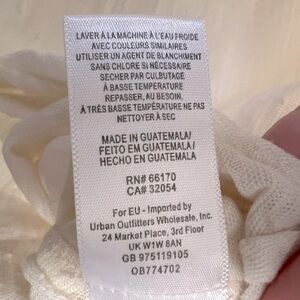 LAVER À LA MACHINE À L'EAU FROIDE
AVEC COULEURS SIMILAIRES
UTILISER UN AGENT DE BLANCHIMENT
SANS CHLORE SI NÉCESSAIRE
SECHER PAR CULBUTAGE
À BASSE TEMPÉRATURE
REPASSER, AU BESOIN,
À TRÈS BASSE TEMPÉRATURE NE PAS
NETTOYER À SEC
MADE IN GUATEMALA/
FEITO EM GUATEMALA/
HECHO EN GUATEMALA
RN# 66170
CA# 32054
For EU - Imported by
Urban Outfitters Wholesale, Inc.
24 Market Place, 3rd Floor
UK W1W 8AN
GB 975119105
OB774702